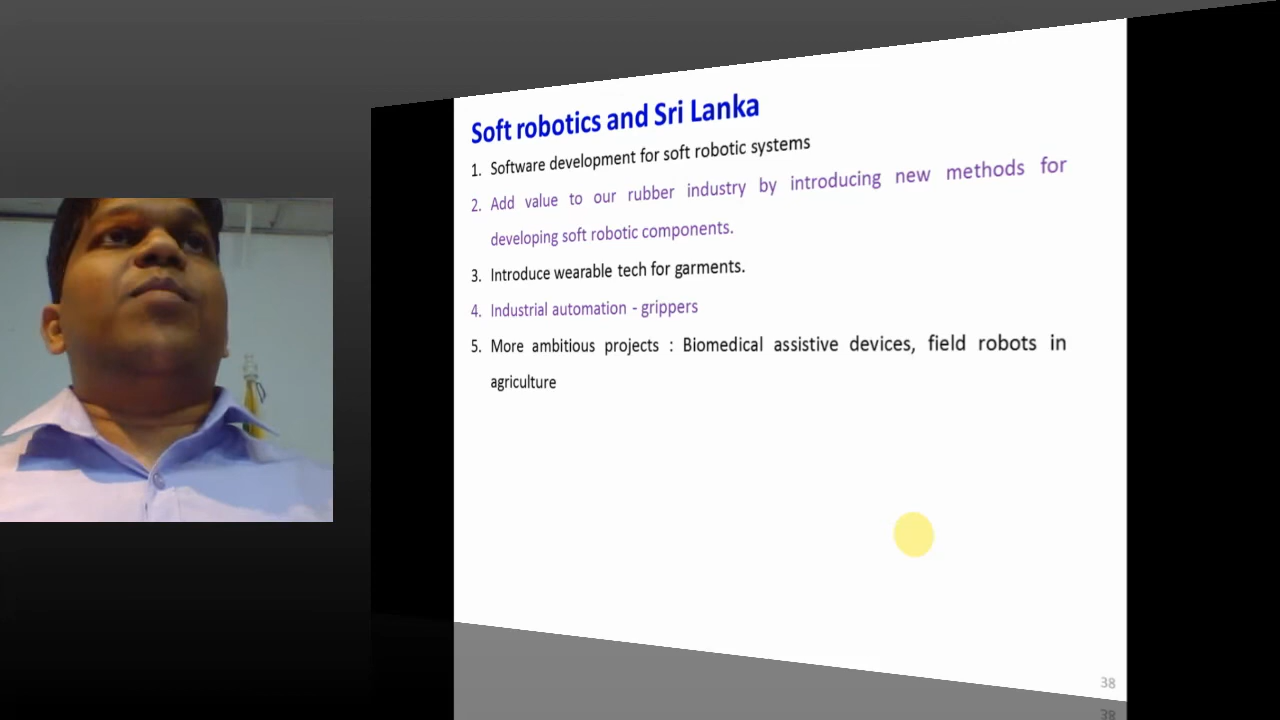 Soft robotics and Sri Lanka
1. Software development for soft robotic systems
2. Add value to our rubber industry by introducing new methods for
developing soft robotic components.
3. Introduce wearable tech for garments.
4. Industrial automation - grippers
5. More ambitious projects : Biomedical assistive devices, field robots in
agriculture
38
38